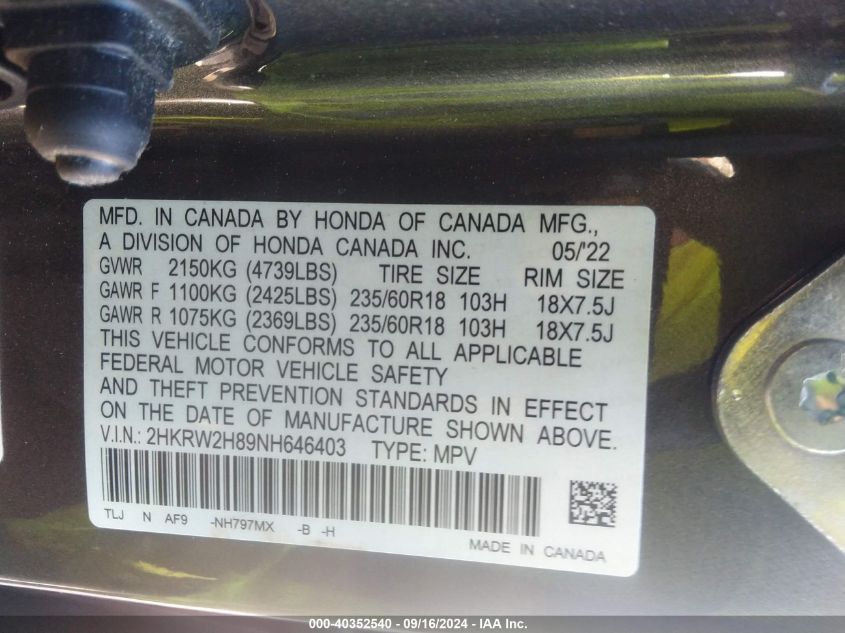 MFD. IN CANADA BY HONDA OF CANADA MFG.,
A DIVISION OF HONDA CANADA INC. 05/'22
GVWR 2150KG (4739LBS) TIRE SIZE RIM SIZE
GAWR F 1100KG (2425LBS) 235/60R18 103H 18X7.5J
GAWR R 1075KG (2369LBS) 235/60R18 103H 18X7.5J
THIS VEHICLE CONFORMS TO ALL APPLICABLE
FEDERAL MOTOR VEHICLE SAFETY
AND THEFT PREVENTION STANDARDS IN EFFECT
ON THE DATE OF MANUFACTURE SHOWN ABOVE.
V.I.N.: 2HKRW2H89NH646403 TYPE: MPV
TLJ N AF9 -NH797MX -B -H
MADE IN CANADA
000-40352540 - 09/16/2024 - IAA Inc.